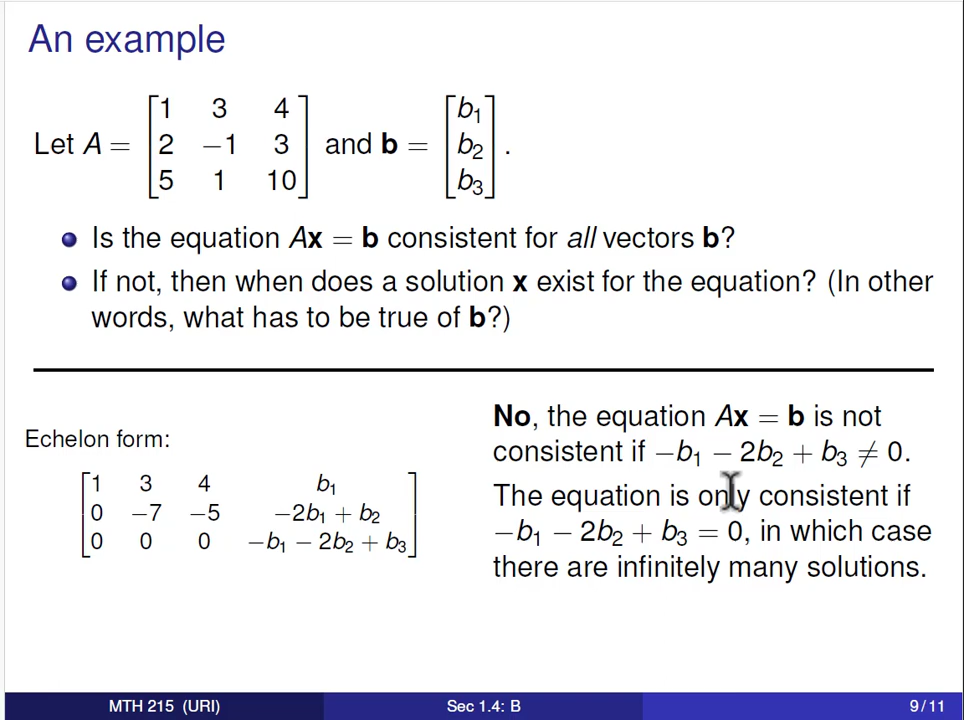 An example
Let A = [1 3 4; 2 −1 3; 5 1 10] and b = [b₁; b₂; b₃].
Is the equation Ax = b consistent for all vectors b?
If not, then when does a solution x exist for the equation? (In other
words, what has to be true of b?)
Echelon form:
1 3 4 b₁
0 −7 −5 −2b₁ + b₂
0 0 0 −b₁ − 2b₂ + b₃
No, the equation Ax = b is not
consistent if −b₁ − 2b₂ + b₃ ≠ 0.
The equation is only consistent if
−b₁ − 2b₂ + b₃ = 0, in which case
there are infinitely many solutions.
MTH 215 (URI) Sec 1.4: B 9/11